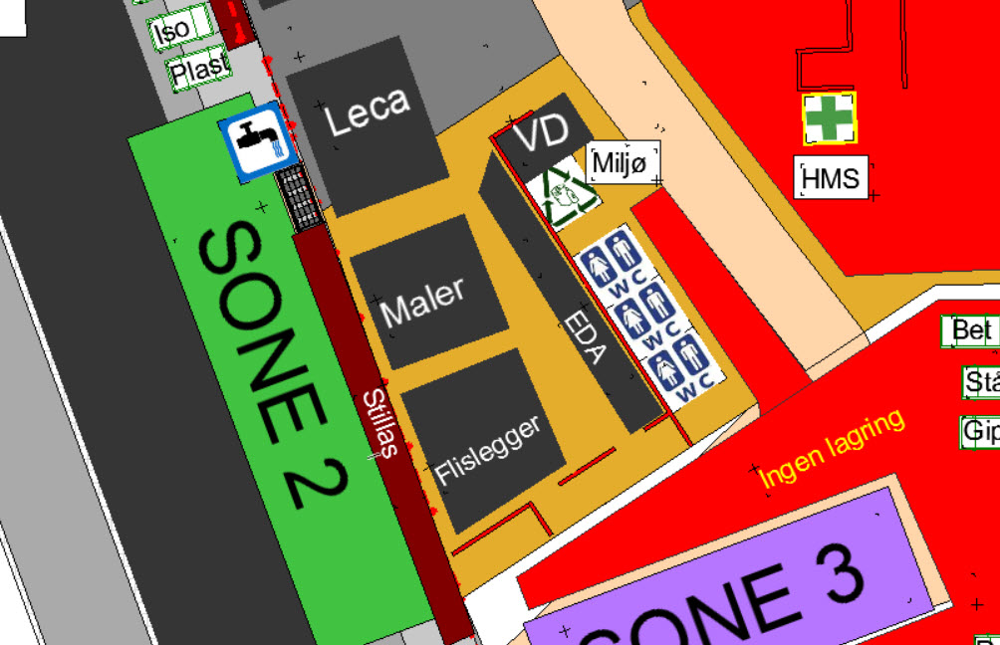 Iso
Plast
Leca
VD
Miljø
HMS
SONE 2
Maler
WC
WC
WC
EDA
Bet
Stillas
Flislegger
Ingen lagring
SONE 3